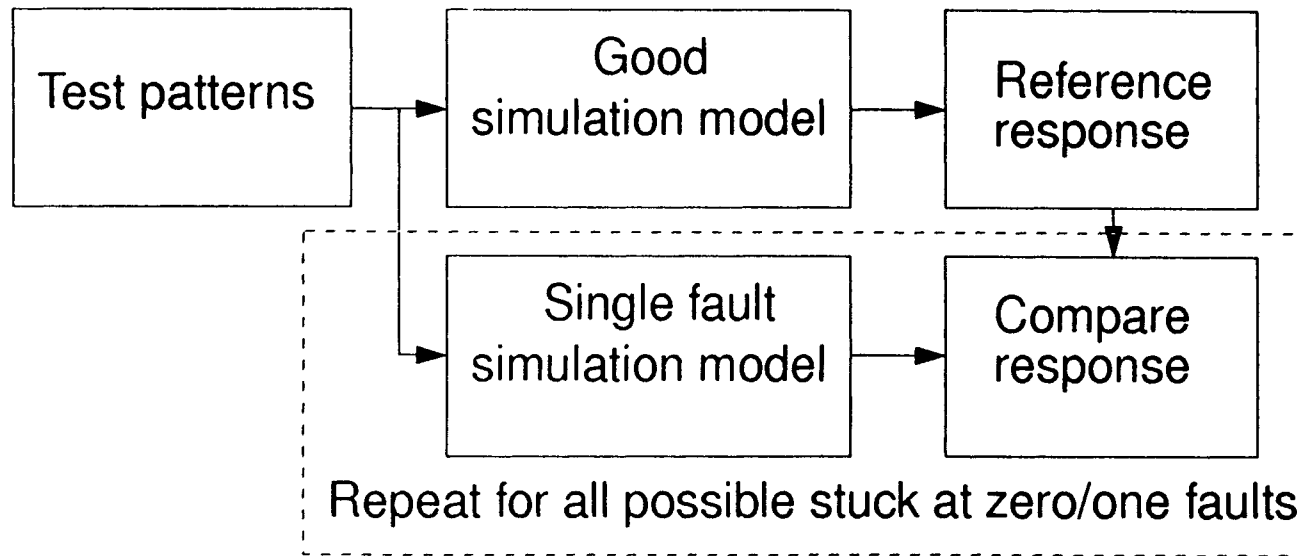 Test patterns
Good
simulation model
Reference
response
Single fault
simulation model
Compare
response
Repeat for all possible stuck at zero/one faults